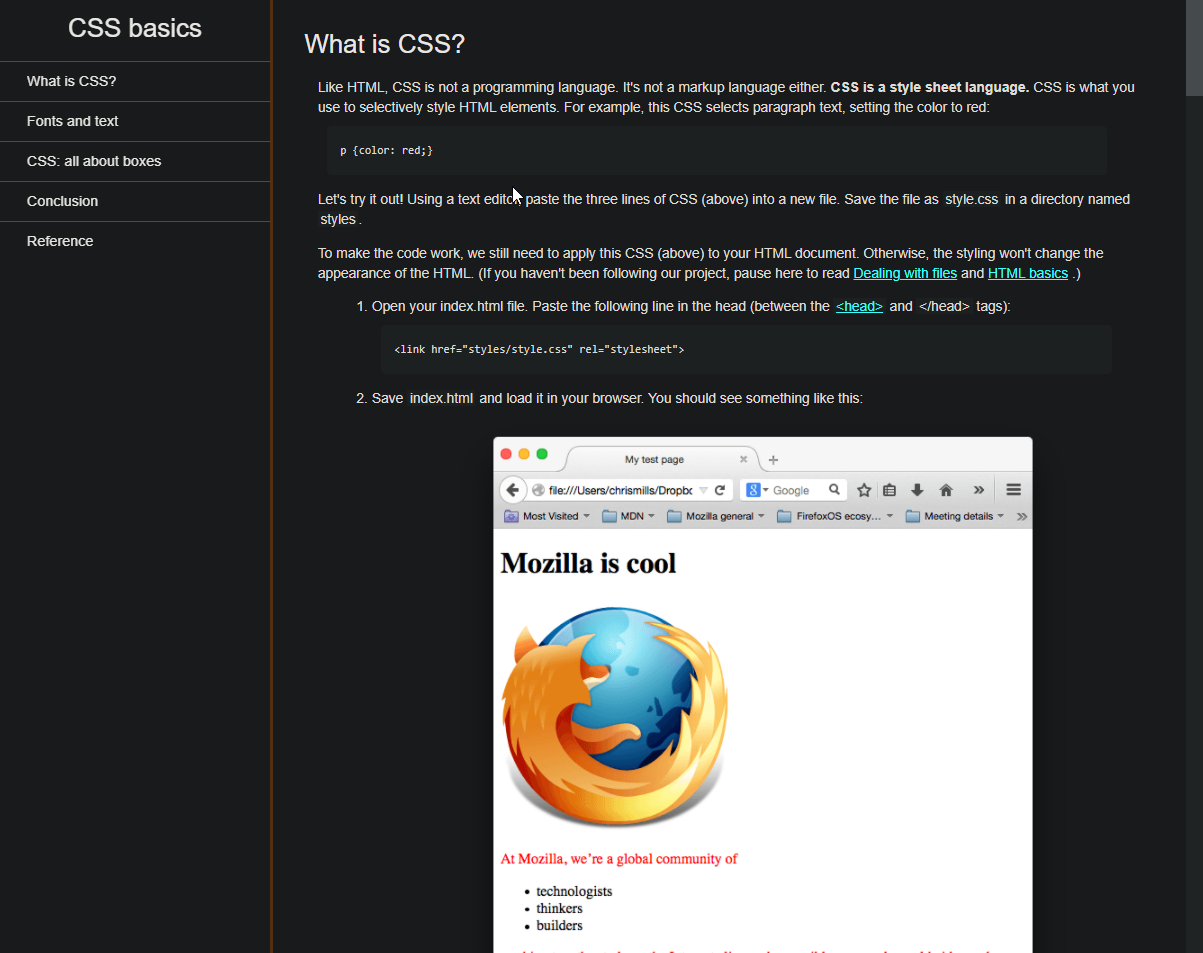 CSS basics
What is CSS?
Fonts and text
CSS: all about boxes
Conclusion
Reference
What is CSS?
Like HTML, CSS is not a programming language. It's not a markup language either. CSS is a style sheet language. CSS is what you
use to selectively style HTML elements. For example, this CSS selects paragraph text, setting the color to red:
p {color: red;}
Let's try it out! Using a text editor, paste the three lines of CSS (above) into a new file. Save the file as style.css in a directory named
styles .
To make the code work, we still need to apply this CSS (above) to your HTML document. Otherwise, the styling won't change the
appearance of the HTML. (If you haven't been following our project, pause here to read Dealing with files and HTML basics .)
1. Open your index.html file. Paste the following line in the head (between the <head> and </head> tags):
<link href="styles/style.css" rel="stylesheet">
2. Save index.html and load it in your browser. You should see something like this:
My test page
file:///Users/chrismills/Dropbc
8 Google
Most Visited
MDN
Mozilla general
FirefoxOS ecosy...
Meeting details
Mozilla is cool
At Mozilla, we're a global community of
• technologists
• thinkers
• builders